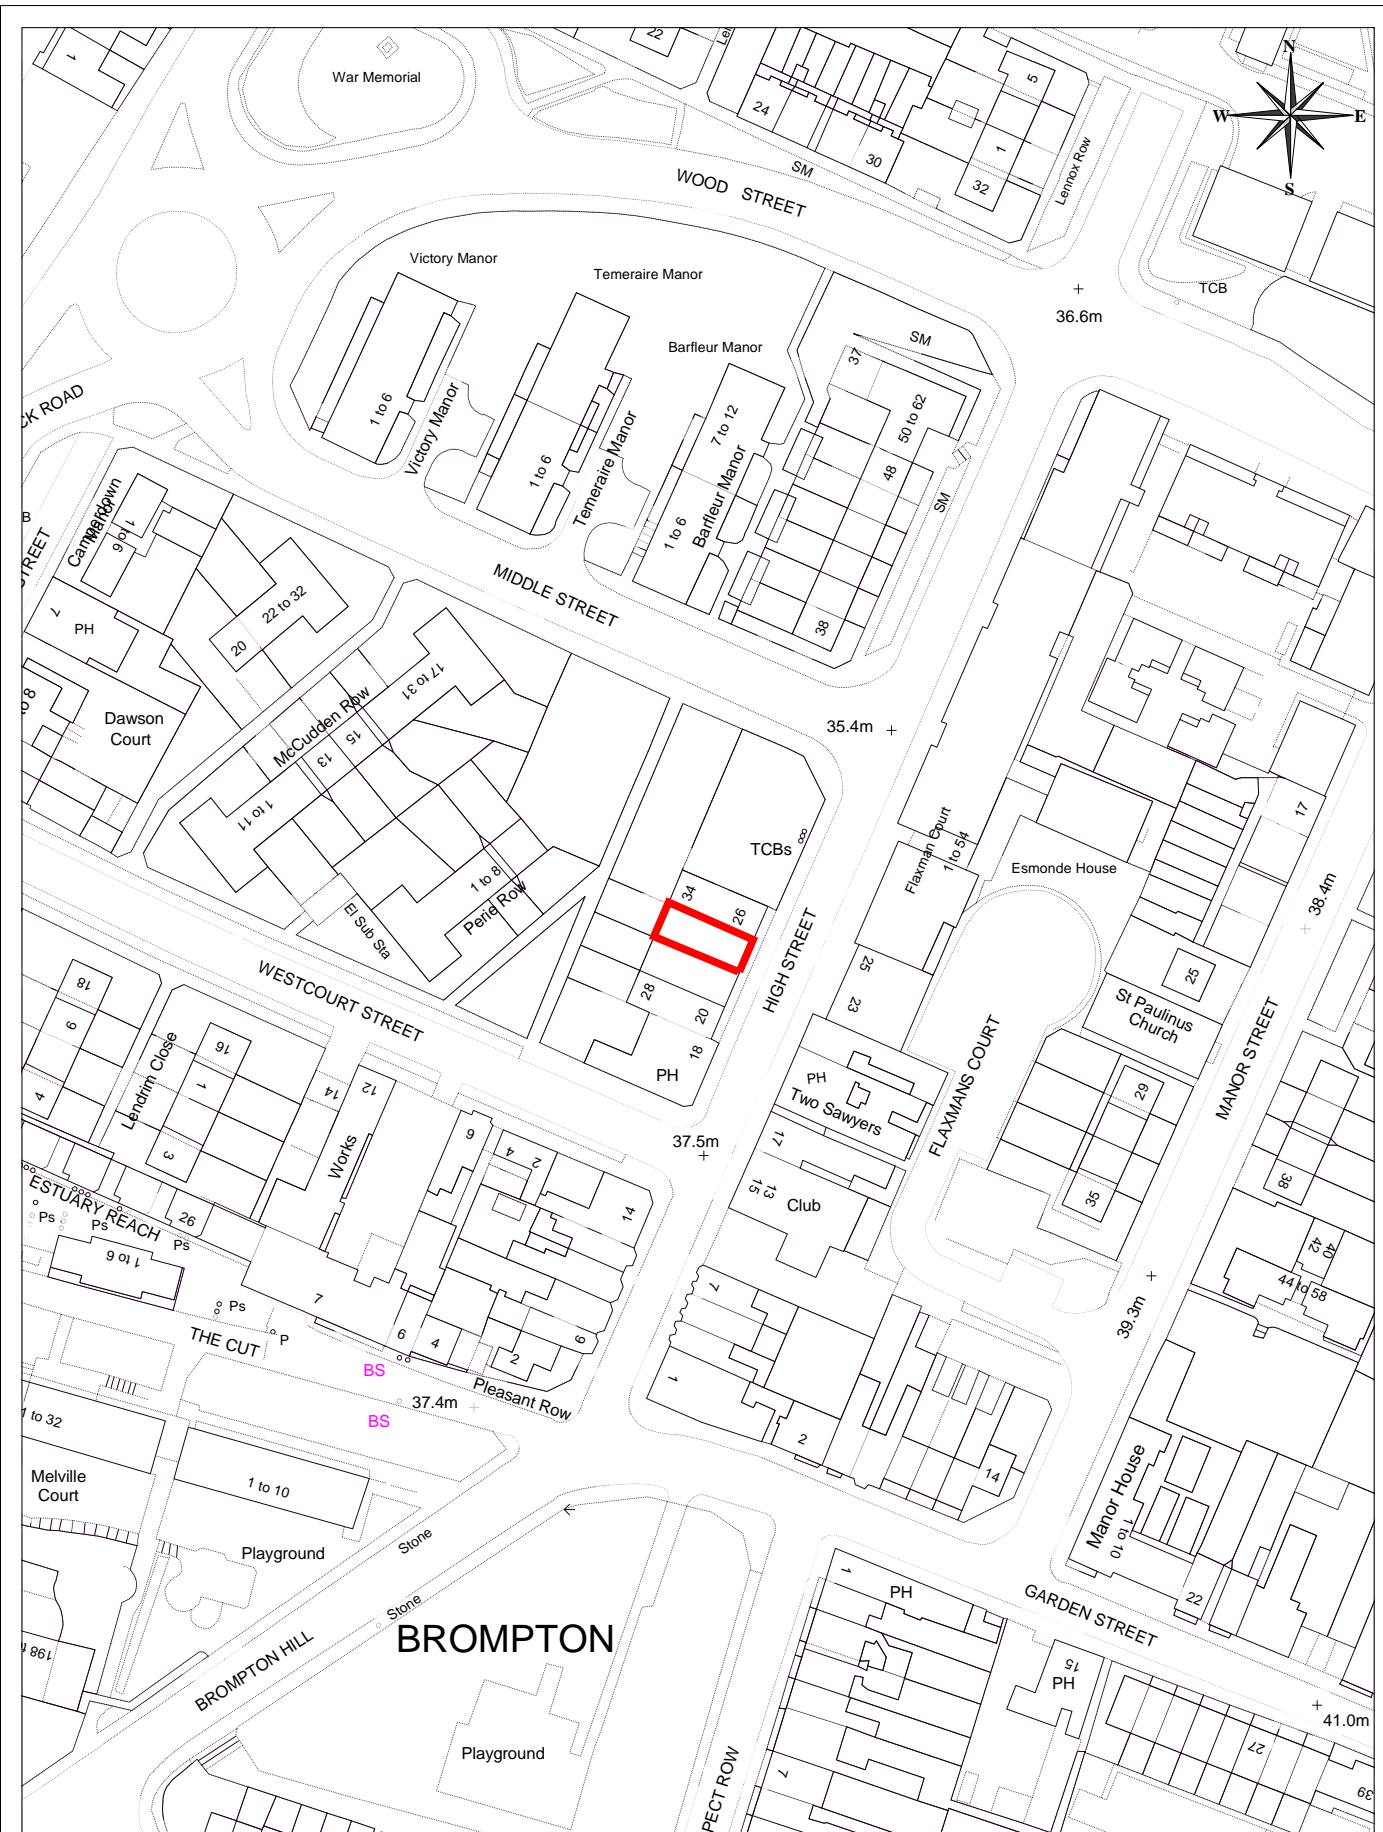 22
1
War Memorial
5
24
30
1
32
Lennox Row
SM
WOOD STREET
N
W
E
S
TCB
36.6m
Victory Manor
Temeraire Manor
Barfleur Manor
SM
37
50 to 62
48
SM
38
CK ROAD
1 to 6
Victory Manor
1 to 6
Temeraire Manor
7 to 12
Barfleur Manor
1 to 6
MIDDLE STREET
Camperdown
Manor
1 to 6
B
STREET
7
PH
20
22 to 32
Dawson
Court
to 8
McCudden Row
17 to 31
15
13
1 to 11
1 to 8
Perie Row
El Sub Sta
35.4m
TCBs
34
26
28
20
18
PH
HIGH STREET
Flaxman Court
1 to 54
Esmonde House
17
38.4m
25
23
25
St Paulinus
Church
MANOR STREET
WESTCOURT STREET
18
9
4
16
1
3
Lendrim Close
14
12
Works
6
4
2
14
37.5m
PH
Two Sawyers
17
15
13
Club
FLAXMANS COURT
29
35
38
42
40
44 to 58
39.3m
ESTUARY REACH
Ps
Ps
Ps
26
1 to 6
Ps
P
THE CUT
7
6
4
2
9
BS
BS
37.4m
Pleasant Row
7
1
2
14
1 to 32
Melville
Court
1 to 10
Playground
Stone
Stone
BROMPTON HILL
BROMPTON
198 t
Playground
PECT ROW
1
PH
7
GARDEN STREET
Manor House
1 to 10
22
15
PH
27
39
41.0m